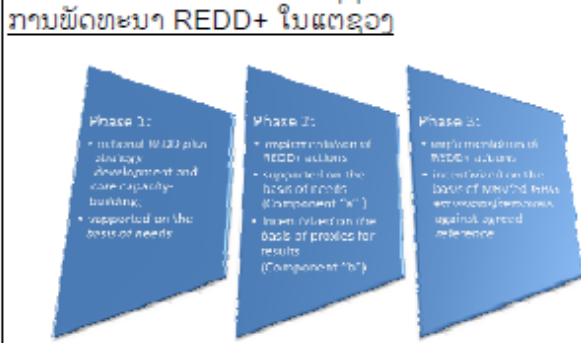 ການພັດທະນາ REDD+ ໃນແຕ່ຊວງ
Phase 1:
• national REDD plus
strategy
development and
core capacity-
building;
• supported on the
basis of needs
Phase 2:
• implementation of
REDD+ actions
• supported on the
basis of needs
(Component "a" )
• Incentivized on the
basis of proxies for
results
(Component "b")
Phase 3:
• implementation of
REDD+ actions
• incentivized on the
basis of
against agreed
reference